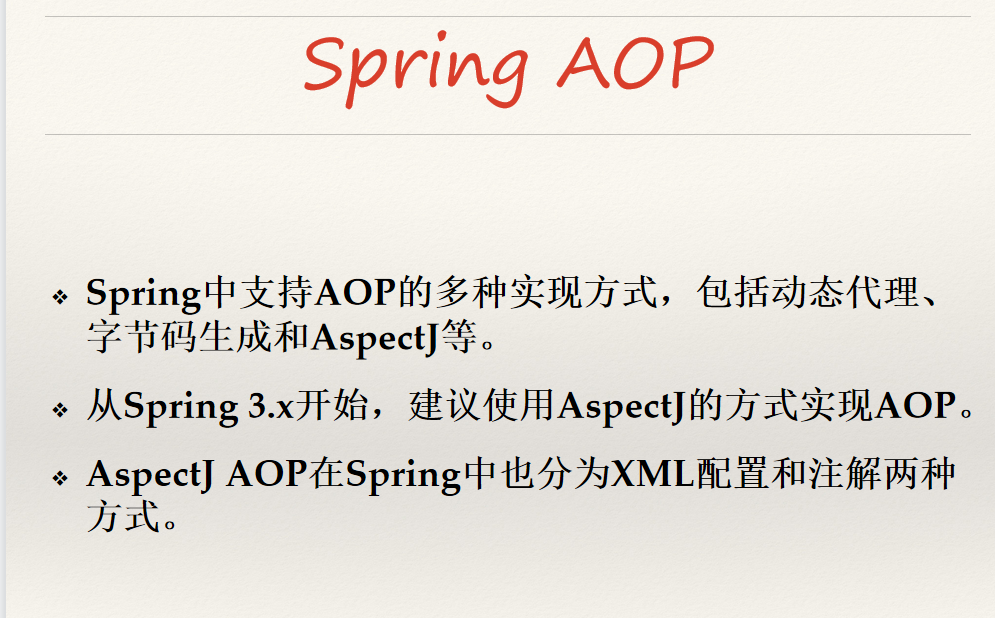 Spring AOP
Spring中支持AOP的多种实现方式，包括动态代理、
字节码生成和AspectJ等。
从Spring 3.x开始，建议使用AspectJ的方式实现AOP。
AspectJ AOP在Spring中也分为XML配置和注解两种
方式。